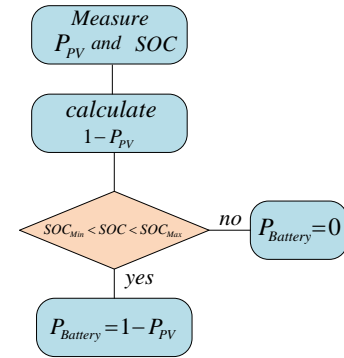 Measure
P_PV and SOC
calculate
1 − P_PV
SOC_Min < SOC < SOC_Max
no
P_Battery = 0
yes
P_Battery = 1 − P_PV